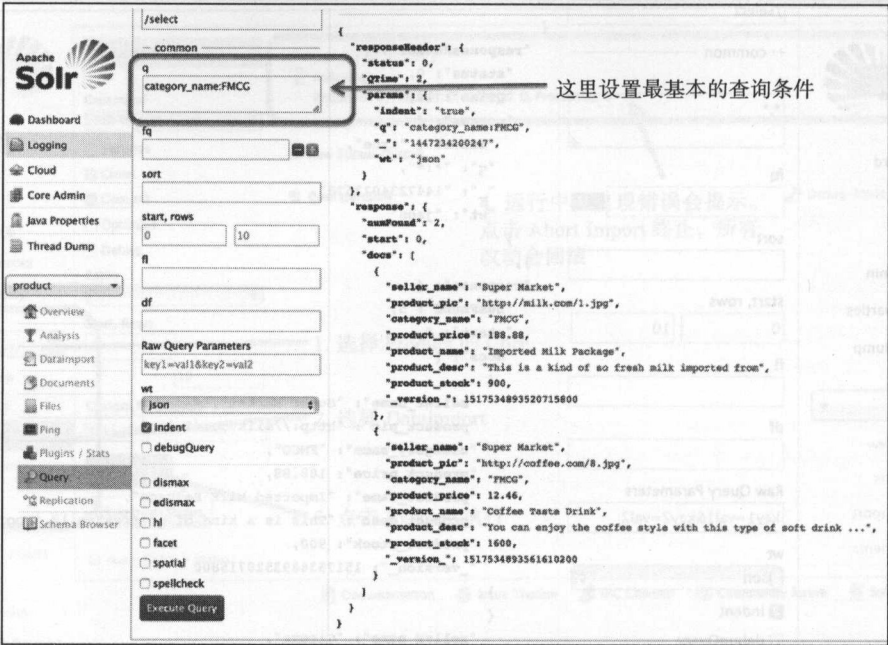 Apache
Solr
Dashboard
Logging
Cloud
Core Admin
Java Properties
Thread Dump
product
Overview
Analysis
Dataimport
Documents
Files
Ping
Plugins / Stats
Query
Replication
Schema Browser
/select
common
q
category_name:FMCG
fq
sort
start, rows
0 10
fl
df
Raw Query Parameters
key1=val1&key2=val2
wt
json
indent
debugQuery
dismax
edismax
hl
facet
spatial
spellcheck
Execute Query
{
"responseHeader": {
"status": 0,
"QTime": 2,
"params": {
"indent": "true",
"q": "category_name:FMCG",
"_": "1447234200247",
"wt": "json"
}
},
"response": {
"numFound": 2,
"start": 0,
"docs": [
{
"seller_name": "Super Market",
"product_pic": "http://milk.com/1.jpg",
"category_name": "FMCG",
"product_price": 188.88,
"product_name": "Imported Milk Package",
"product_desc": "This is a kind of so fresh milk imported from",
"product_stock": 900,
"_version_": 1517534893520715800
},
{
"seller_name": "Super Market",
"product_pic": "http://coffee.com/8.jpg",
"category_name": "FMCG",
"product_price": 12.46,
"product_name": "Coffee Taste Drink",
"product_desc": "You can enjoy the coffee style with this type of soft drink ...",
"product_stock": 1600,
"_version_": 1517534893561610200
}
]
}
}
这里设置最基本的查询条件